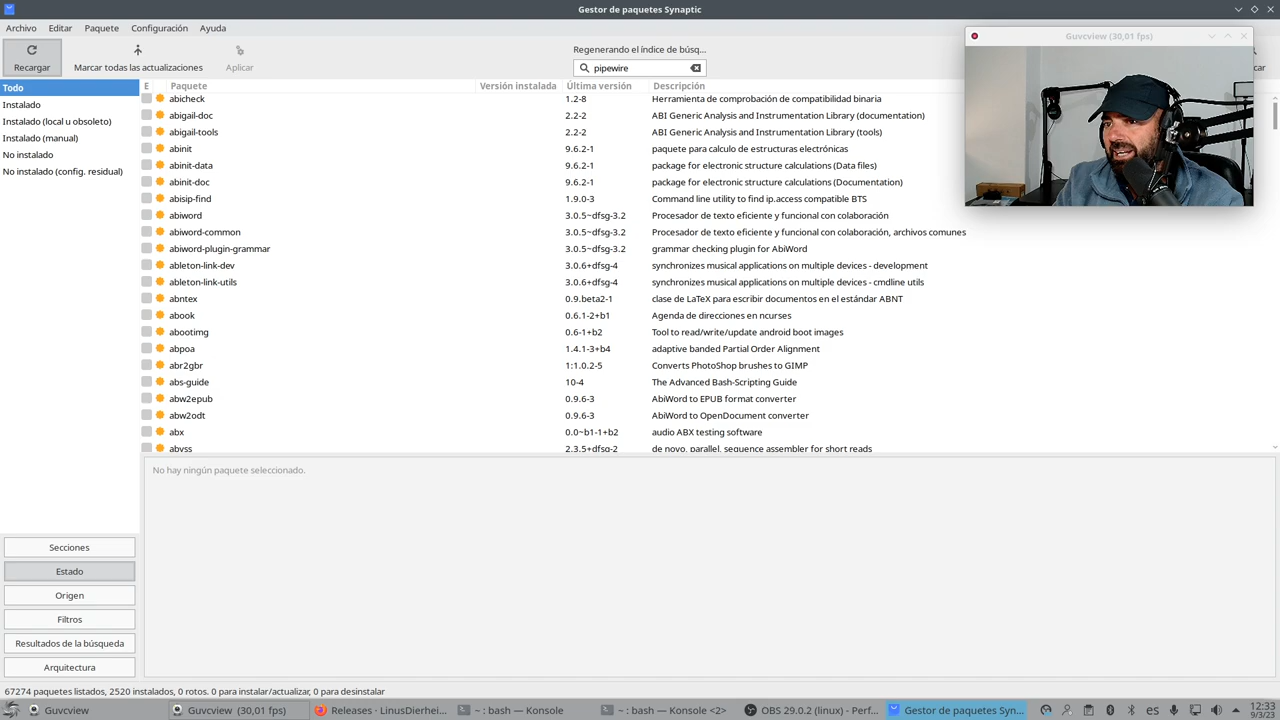 Gestor de paquetes Synaptic
Archivo Editar Paquete Configuración Ayuda
Recargar Marcar todas las actualizaciones Aplicar
Regenerando el índice de búsq...
pipewire
Guvcview (30,01 fps)
Todo
Instalado
Instalado (local u obsoleto)
Instalado (manual)
No instalado
No instalado (config. residual)
E Paquete Versión instalada Última versión Descripción
abicheck 1.2-8 Herramienta de comprobación de compatibilidad binaria
abigail-doc 2.2-2 ABI Generic Analysis and Instrumentation Library (documentation)
abigail-tools 2.2-2 ABI Generic Analysis and Instrumentation Library (tools)
abinit 9.6.2-1 paquete para calculo de estructuras electrónicas
abinit-data 9.6.2-1 package for electronic structure calculations (Data files)
abinit-doc 9.6.2-1 package for electronic structure calculations (Documentation)
abisip-find 1.9.0-3 Command line utility to find ip.access compatible BTS
abiword 3.0.5~dfsg-3.2 Procesador de texto eficiente y funcional con colaboración
abiword-common 3.0.5~dfsg-3.2 Procesador de texto eficiente y funcional con colaboración, archivos comunes
abiword-plugin-grammar 3.0.5~dfsg-3.2 grammar checking plugin for AbiWord
ableton-link-dev 3.0.6+dfsg-4 synchronizes musical applications on multiple devices - development
ableton-link-utils 3.0.6+dfsg-4 synchronizes musical applications on multiple devices - cmdline utils
abntex 0.9.beta2-1 clase de LaTeX para escribir documentos en el estándar ABNT
abook 0.6.1-2+b1 Agenda de direcciones en ncurses
abootimg 0.6-1+b2 Tool to read/write/update android boot images
abpoa 1.4.1-3+b4 adaptive banded Partial Order Alignment
abr2gbr 1:1.0.2-5 Converts PhotoShop brushes to GIMP
abs-guide 10-4 The Advanced Bash-Scripting Guide
abw2epub 0.9.6-3 AbiWord to EPUB format converter
abw2odt 0.9.6-3 AbiWord to OpenDocument converter
abx 0.0~b1-1+b2 audio ABX testing software
abyss 2.3.5+dfsg-2 de novo, parallel, sequence assembler for short reads
No hay ningún paquete seleccionado.
Secciones
Estado
Origen
Filtros
Resultados de la búsqueda
Arquitectura
67274 paquetes listados, 2520 instalados, 0 rotos. 0 para instalar/actualizar, 0 para desinstalar
Guvcview Guvcview (30,01 fps) Releases · LinusDierhei... ~ : bash — Konsole ~ : bash — Konsole <2> OBS 29.0.2 (linux) - Perf... Gestor de paquetes Syn... es 12:33
9/3/23